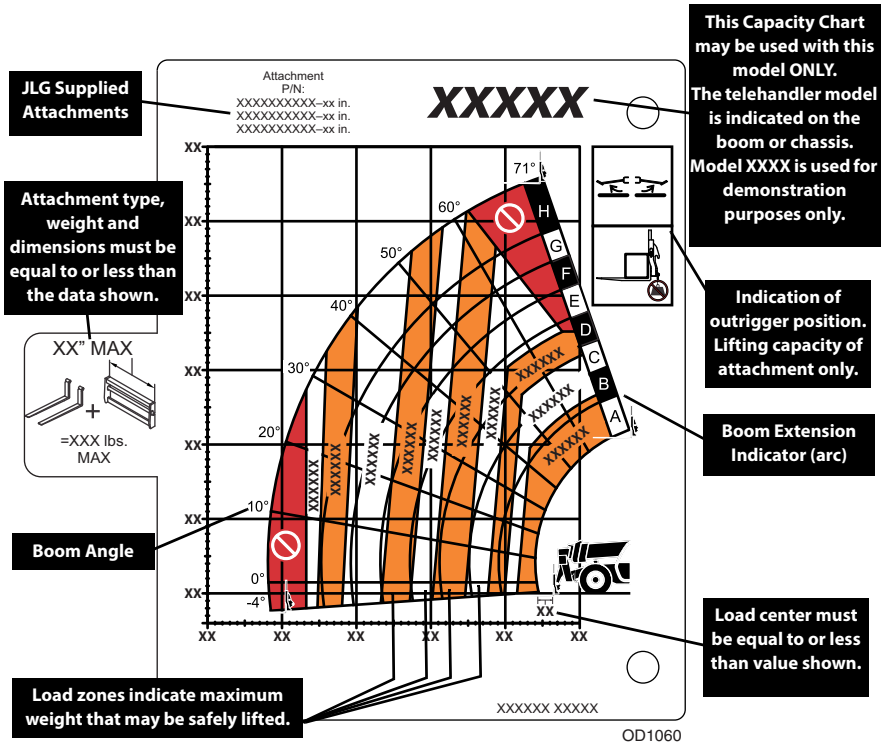 This Capacity Chart
may be used with this
model ONLY.
The telehandler model
is indicated on the
boom or chassis.
Model XXXX is used for
demonstration
purposes only.
JLG Supplied
Attachments
Attachment
P/N:
XXXXXXXXXX–xx in.
XXXXXXXXXX–xx in.
XXXXXXXXXX–xx in.
XXXXX
Attachment type,
weight and
dimensions must be
equal to or less than
the data shown.
XX” MAX
+
=XXX lbs.
MAX
XX
XX
XX
XX
XX
XX
XX
71°
60°
50°
40°
30°
20°
10°
0°
-4°
H
G
F
E
D
C
B
A
XXXXXX
XXXXXX
XXXXXX
XXXXXX
XXXXXX
XXXXXX
XXXXXX
XXXXXX
XXXXXX
XXXXXX
Indication of
outrigger position.
Lifting capacity of
attachment only.
Boom Extension
Indicator (arc)
Boom Angle
XX
XX
XX
XX
XX
XX
XX
Load center must
be equal to or less
than value shown.
Load zones indicate maximum
weight that may be safely lifted.
XXXXXX XXXXX
OD1060